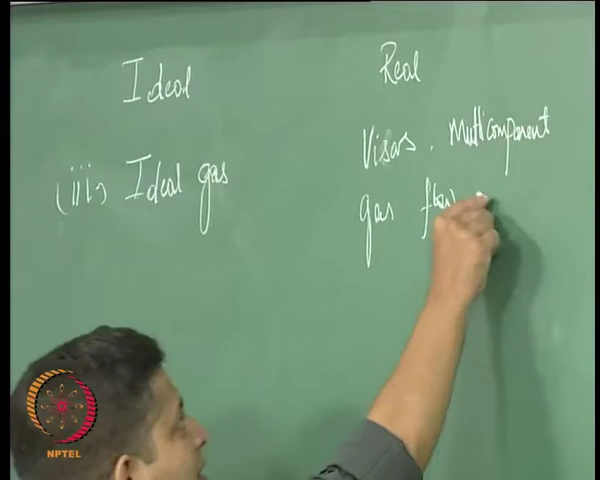 Ideal
Real
(iii) Ideal gas
Viscous, Multicomponent
gas flow
NPTEL